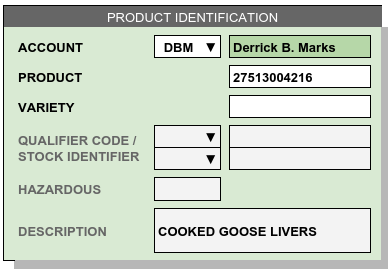 PRODUCT IDENTIFICATION
ACCOUNT DBM ▼ Derrick B. Marks
PRODUCT 27513004216
VARIETY
QUALIFIER CODE / ▼
STOCK IDENTIFIER ▼
HAZARDOUS
DESCRIPTION COOKED GOOSE LIVERS